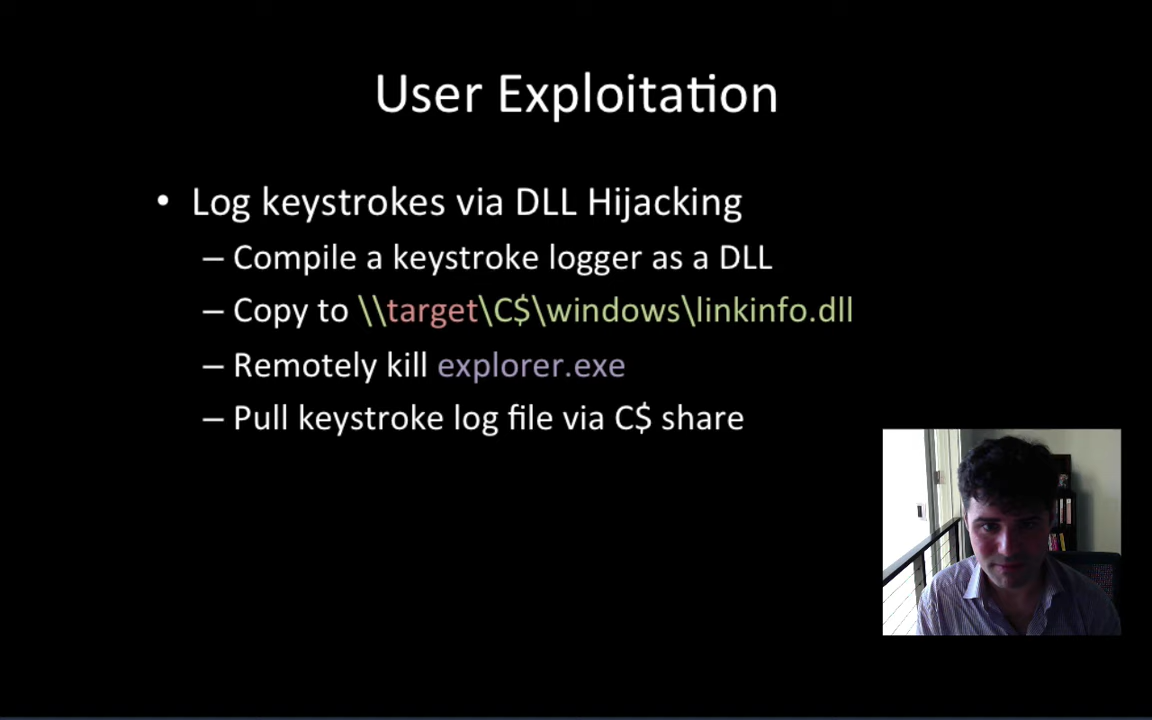 User Exploitation
• Log keystrokes via DLL Hijacking
– Compile a keystroke logger as a DLL
– Copy to \\target\C$\windows\linkinfo.dll
– Remotely kill explorer.exe
– Pull keystroke log file via C$ share